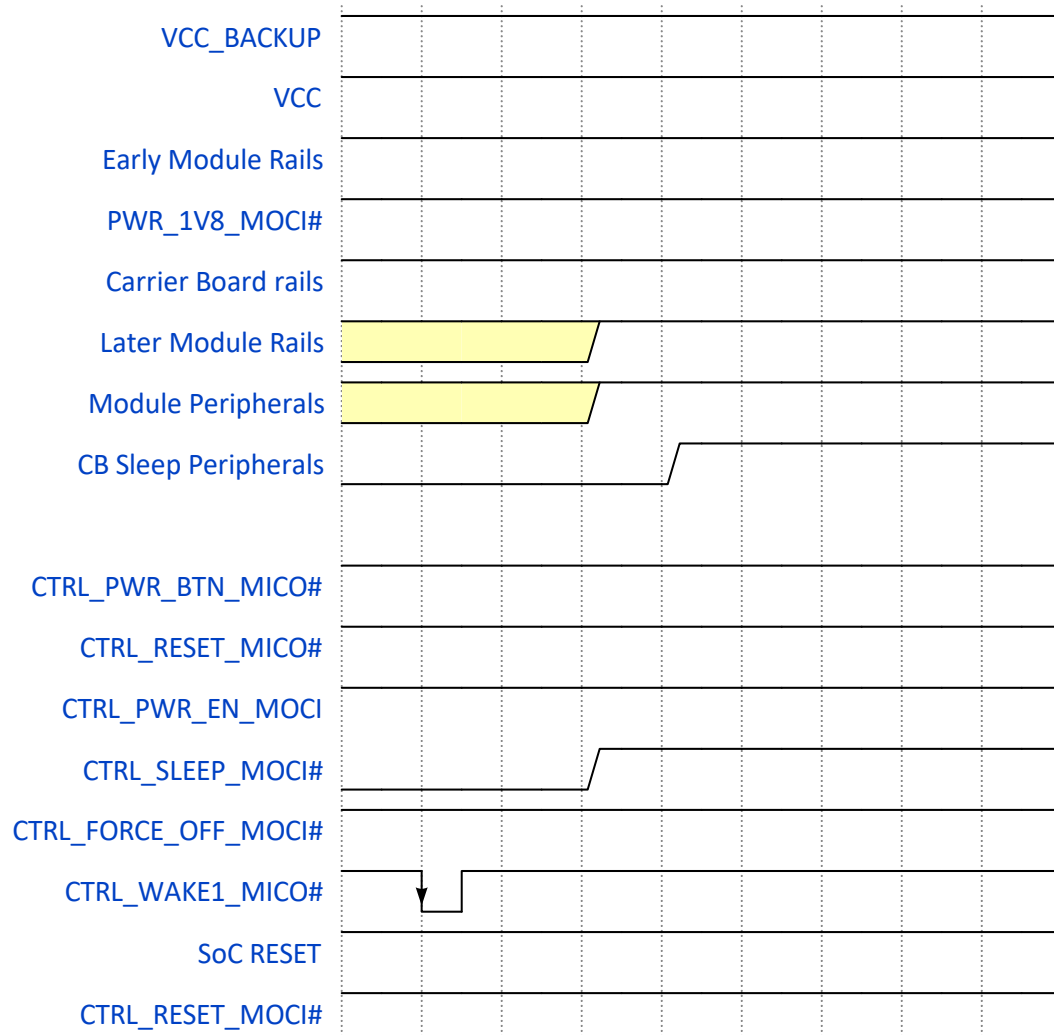 VCC_BACKUP
VCC
Early Module Rails
PWR_1V8_MOCI#
Carrier Board rails
Later Module Rails
Module Peripherals
CB Sleep Peripherals
CTRL_PWR_BTN_MICO#
CTRL_RESET_MICO#
CTRL_PWR_EN_MOCI
CTRL_SLEEP_MOCI#
CTRL_FORCE_OFF_MOCI#
CTRL_WAKE1_MICO#
SoC RESET
CTRL_RESET_MOCI#